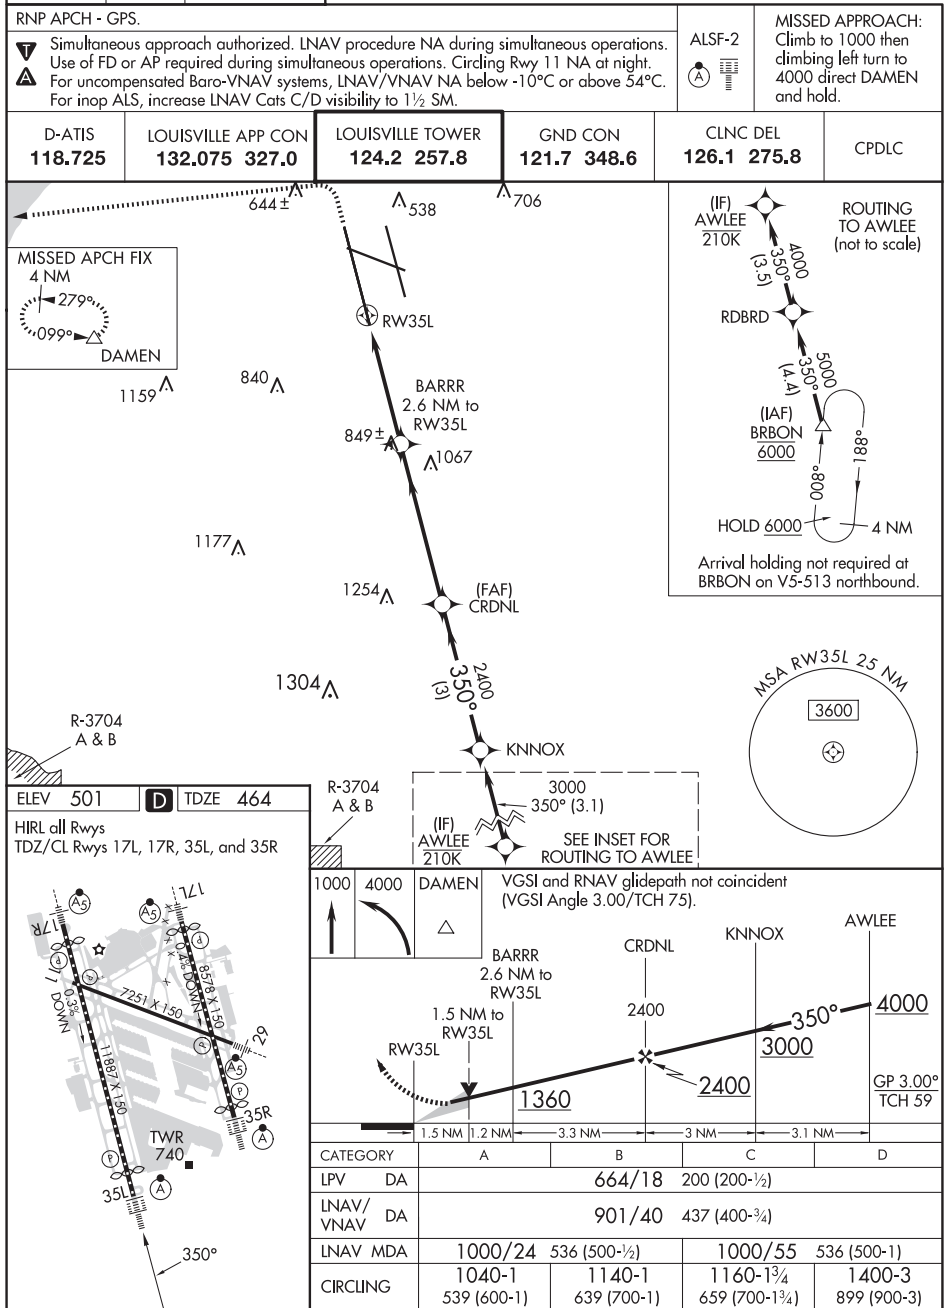 RNP APCH - GPS.
T
A
Simultaneous approach authorized. LNAV procedure NA during simultaneous operations.
Use of FD or AP required during simultaneous operations. Circling Rwy 11 NA at night.
For uncompensated Baro-VNAV systems, LNAV/VNAV NA below -10°C or above 54°C.
For inop ALS, increase LNAV Cats C/D visibility to 1½ SM.
ALSF-2
A
MISSED APPROACH:
Climb to 1000 then
climbing left turn to
4000 direct DAMEN
and hold.
D-ATIS
118.725
LOUISVILLE APP CON
132.075 327.0
LOUISVILLE TOWER
124.2 257.8
GND CON
121.7 348.6
CLNC DEL
126.1 275.8
CPDLC
644±
538
706
MISSED APCH FIX
4 NM
279°
099°
DAMEN
RW35L
1159
840
BARRR
2.6 NM to
RW35L
849±
1067
1177
1254
(FAF)
CRDNL
2400
350°
(3)
1304
KNNOX
R-3704
A & B
R-3704
A & B
3000
350° (3.1)
(IF)
AWLEE
210K
SEE INSET FOR
ROUTING TO AWLEE
(IF)
AWLEE
210K
ROUTING
TO AWLEE
(not to scale)
4000
350°
(3.5)
RDBRD
5000
350°
(4.4)
(IAF)
BRBON
6000
188°
008°
HOLD 6000
4 NM
Arrival holding not required at
BRBON on V5-513 northbound.
MSA RW35L 25 NM
3600
ELEV 501
D
TDZE 464
HIRL all Rwys
TDZ/CL Rwys 17L, 17R, 35L, and 35R
17L
A5
A5
17R
P
P
P
0.4% DOWN
8578 X 150
7251 X 150
11
0.3%
DOWN
11887 X 150
29
P
A5
P
35R
A
TWR
740
P
35L
A
350°
1000
4000
DAMEN
VGSI and RNAV glidepath not coincident
(VGSI Angle 3.00/TCH 75).
BARRR
2.6 NM to
RW35L
1.5 NM to
RW35L
RW35L
CRDNL
2400
KNNOX
AWLEE
350°
4000
3000
2400
1360
GP 3.00°
TCH 59
1.5 NM
1.2 NM
3.3 NM
3 NM
3.1 NM
CATEGORY A B C D
LPV DA 664/18 200 (200-½)
LNAV/
VNAV DA 901/40 437 (400-¾)
LNAV MDA 1000/24 536 (500-½) 1000/55 536 (500-1)
CIRCLING
1040-1 1140-1 1160-1¾ 1400-3
539 (600-1) 639 (700-1) 659 (700-1¾) 899 (900-3)